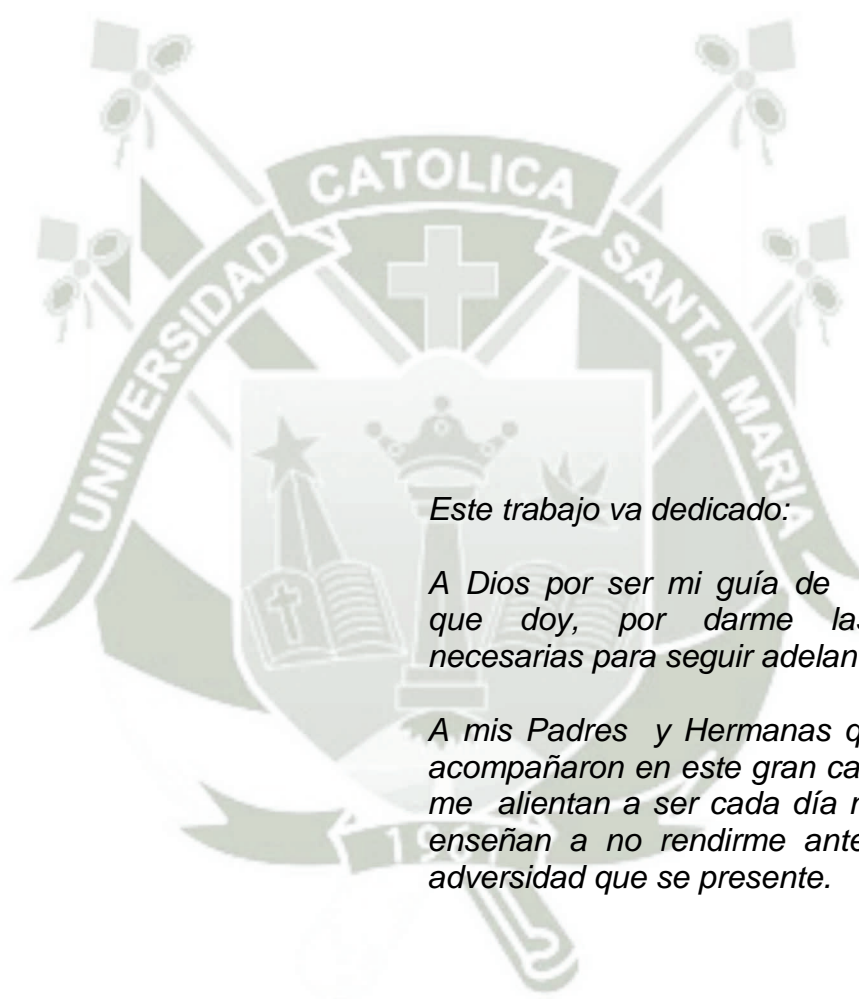 UNIVERSIDAD CATOLICA SANTA MARIA
Este trabajo va dedicado:
A Dios por ser mi guía de
que doy, por darme las
necesarias para seguir adelan
A mis Padres y Hermanas q
acompañaron en este gran ca
me alientan a ser cada día
enseñan a no rendirme ante
adversidad que se presente.